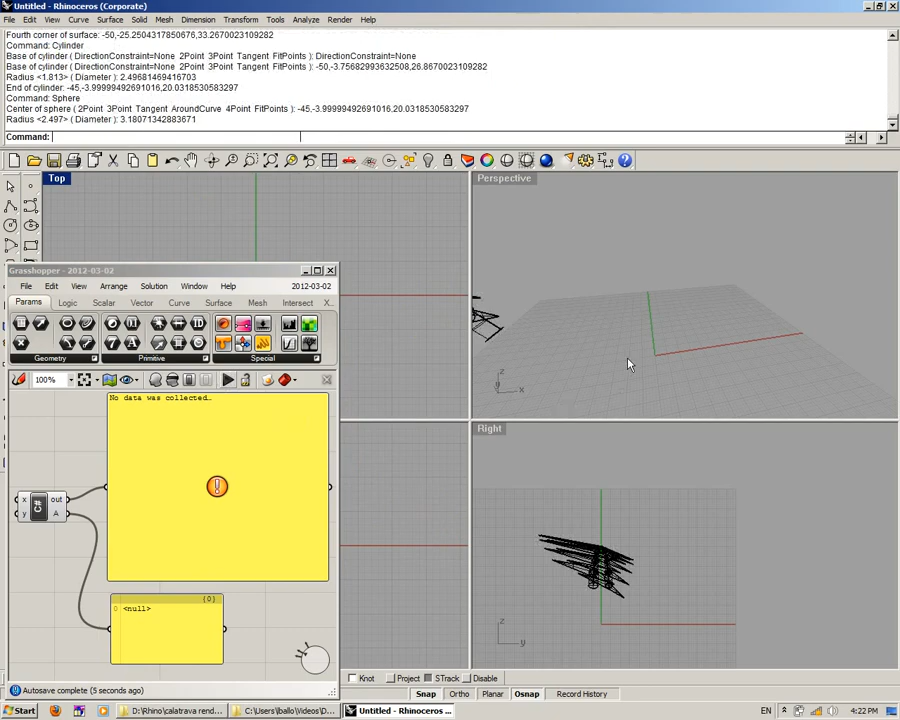 Untitled - Rhinoceros (Corporate)
File Edit View Curve Surface Solid Mesh Dimension Transform Tools Analyze Render Help
Fourth corner of surface: -50,-25.2504317850676,33.2670023109282
Command: Cylinder
Base of cylinder ( DirectionConstraint=None 2Point 3Point Tangent FitPoints ): DirectionConstraint=None
Base of cylinder ( DirectionConstraint=None 2Point 3Point Tangent FitPoints ): -50,-3.75682993632508,26.8670023109282
Radius <1.813> ( Diameter ): 2.49681469416703
End of cylinder: -45,-3.99999492691016,20.0318530583297
Command: Sphere
Center of sphere ( 2Point 3Point Tangent AroundCurve 4Point FitPoints ): -45,-3.99999492691016,20.0318530583297
Radius <2.497> ( Diameter ): 3.18071342883671
Command:
Top
Perspective
z
y
x
Right
z
y
Grasshopper - 2012-03-02
File Edit View Arrange Solution Window Help 2012-03-02
Params Logic Scalar Vector Curve Surface Mesh Intersect X...
Geometry Primitive Special
100%
No data was collected…
x out
y A
C#
{0}
0 <null>
Autosave complete (5 seconds ago)
Knot Project STrack Disable
Snap Ortho Planar Osnap Record History
Start D:\Rhino\calatrava rend... C:\Users\lballo\Videos\D... Untitled - Rhinoceros (C... EN 4:22 PM